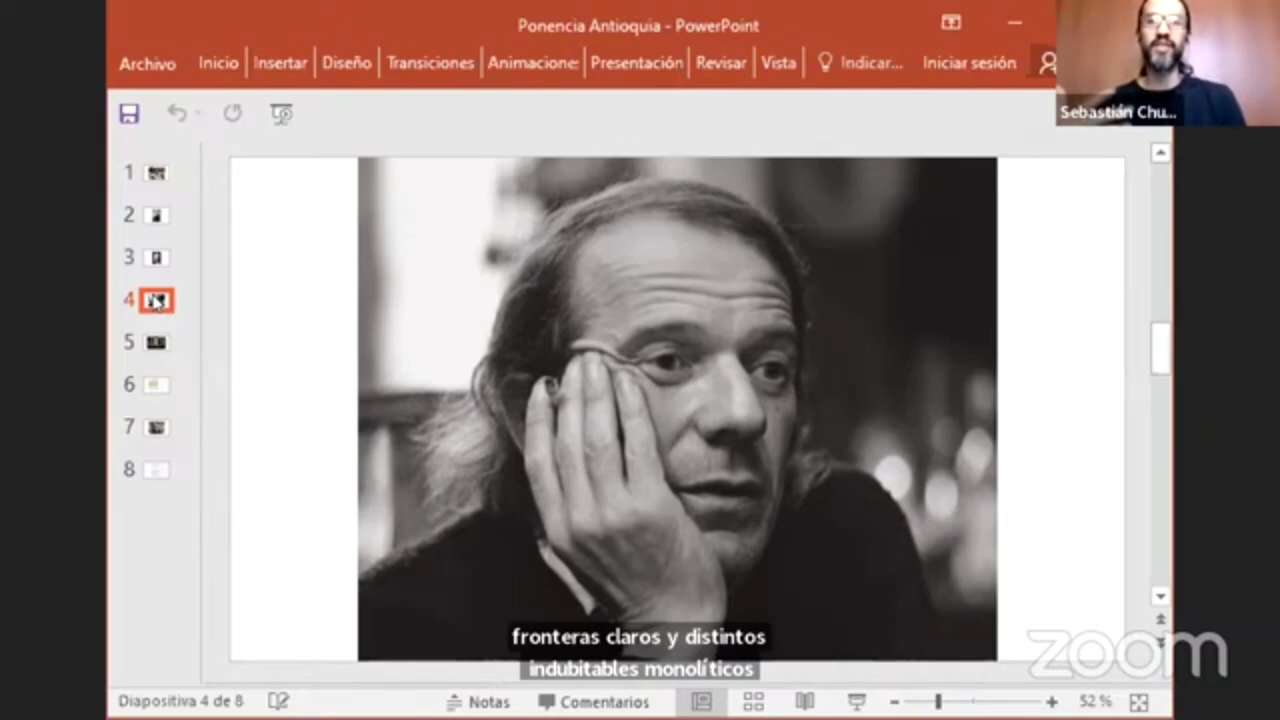 Ponencia Antioquia - PowerPoint
Archivo Inicio Insertar Diseño Transiciones Animacione Presentación Revisar Vista Indicar... Iniciar sesión
Sebastián Chu...
1
2
3
4
5
6
7
8
fronteras claros y distintos
indubitables monolíticos
zoom
Diapositiva 4 de 8 Notas Comentarios 52 %